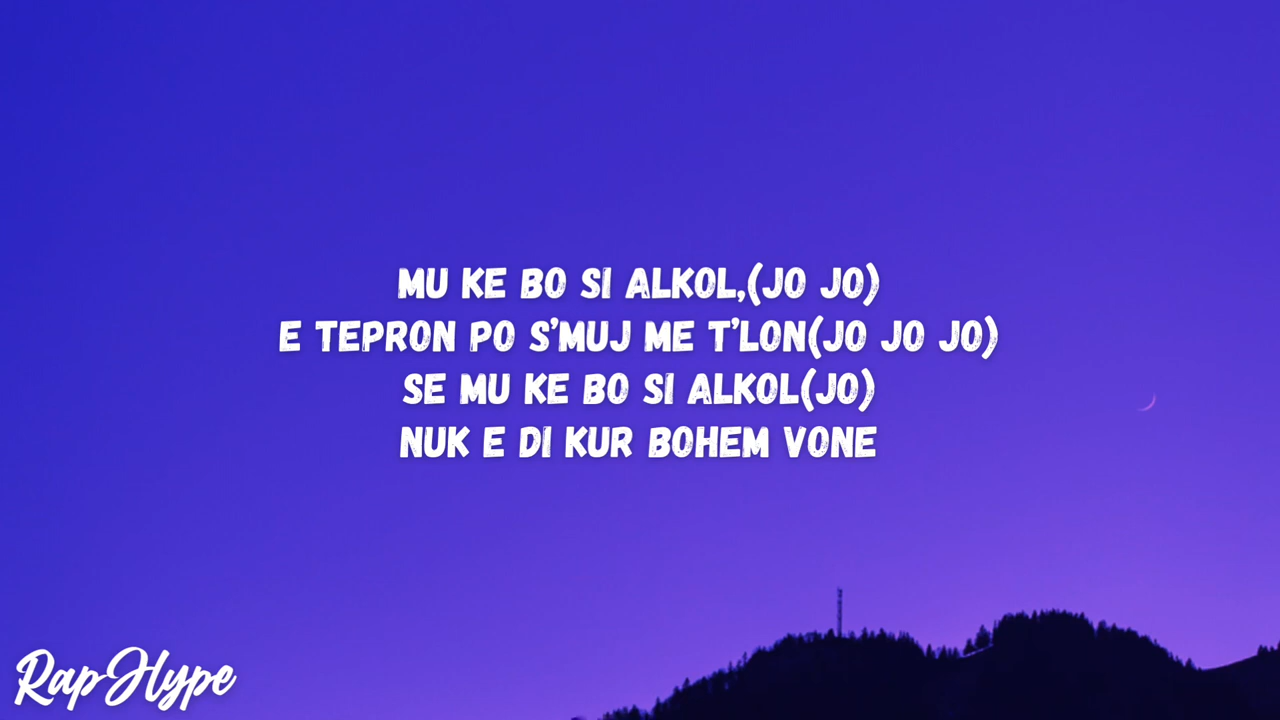 MU KE BO SI ALKOL,(JO JO)
E TEPRON PO S'MUJ ME T'LON(JO JO JO)
SE MU KE BO SI ALKOL(JO)
NUK E DI KUR BOHEM VONE
RapHype